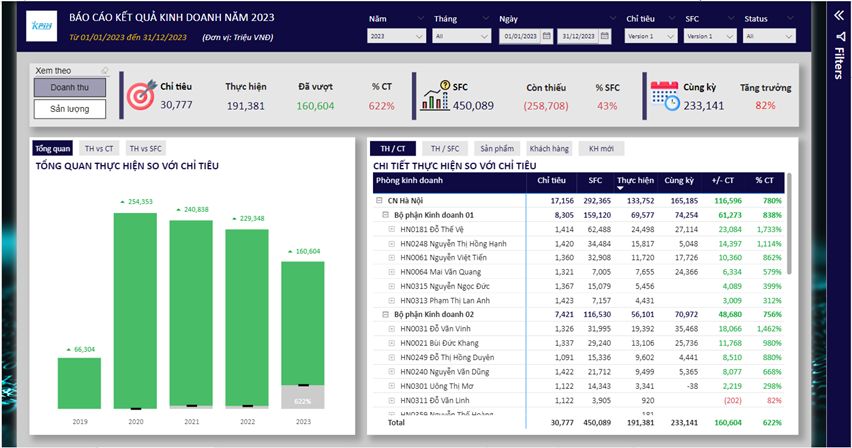 KPIM
BÁO CÁO KẾT QUẢ KINH DOANH NĂM 2023
Từ 01/01/2023 đến 31/12/2023 (Đơn vị: Triệu VNĐ)
Năm Tháng Ngày Chỉ tiêu SFC Status
2023 All 01/01/2023 31/12/2023 Version 1 Version 1 All
Filters
Xem theo
Doanh thu
Sản lượng
Chỉ tiêu Thực hiện Đã vượt % CT
30,777 191,381 160,604 622%
SFC Còn thiếu % SFC
450,089 (258,708) 43%
Cùng kỳ Tăng trưởng
233,141 82%
Tổng quan TH vs CT TH vs SFC
TỔNG QUAN THỰC HIỆN SO VỚI CHỈ TIÊU
254,353
240,838
229,348
160,604
66,304
622%
2019 2020 2021 2022 2023
TH / CT TH / SFC Sản phẩm Khách hàng KH mới
CHI TIẾT THỰC HIỆN SO VỚI CHỈ TIÊU
Phòng kinh doanh Chỉ tiêu SFC Thực hiện Cùng kỳ +/- CT % CT
CN Hà Nội 17,156 292,365 133,752 165,185 116,596 780%
Bộ phận Kinh doanh 01 8,305 159,120 69,577 74,254 61,273 838%
HN0181 Đỗ Thế Vệ 1,414 62,488 24,498 27,114 23,084 1,733%
HN0248 Nguyễn Thị Hồng Hạnh 1,420 34,484 15,817 5,048 14,397 1,114%
HN0061 Nguyễn Việt Tiến 1,360 32,908 11,720 17,726 10,360 862%
HN0064 Mai Văn Quang 1,321 7,005 7,655 24,366 6,334 579%
HN0315 Nguyễn Ngọc Đức 1,367 15,079 5,456 4,089 399%
HN0313 Phạm Thị Lan Anh 1,423 7,157 4,431 3,009 312%
Bộ phận Kinh doanh 02 7,421 116,530 56,101 70,972 48,680 756%
HN0031 Đỗ Văn Vinh 1,326 31,995 19,392 35,468 18,066 1,462%
HN0021 Bùi Đức Khang 1,337 29,240 13,106 25,736 11,768 980%
HN0249 Đỗ Thị Hồng Duyên 1,091 15,336 9,602 4,441 8,510 880%
HN0240 Nguyễn Văn Dũng 1,422 21,712 9,499 5,365 8,077 668%
HN0301 Uông Thị Mơ 1,122 14,343 3,341 -38 2,219 298%
HN0311 Đỗ Văn Linh 1,122 3,905 920 (202) 82%
HN0359 Nguyễn Thế Hoàng 181
Total 30,777 450,089 191,381 233,141 160,604 622%